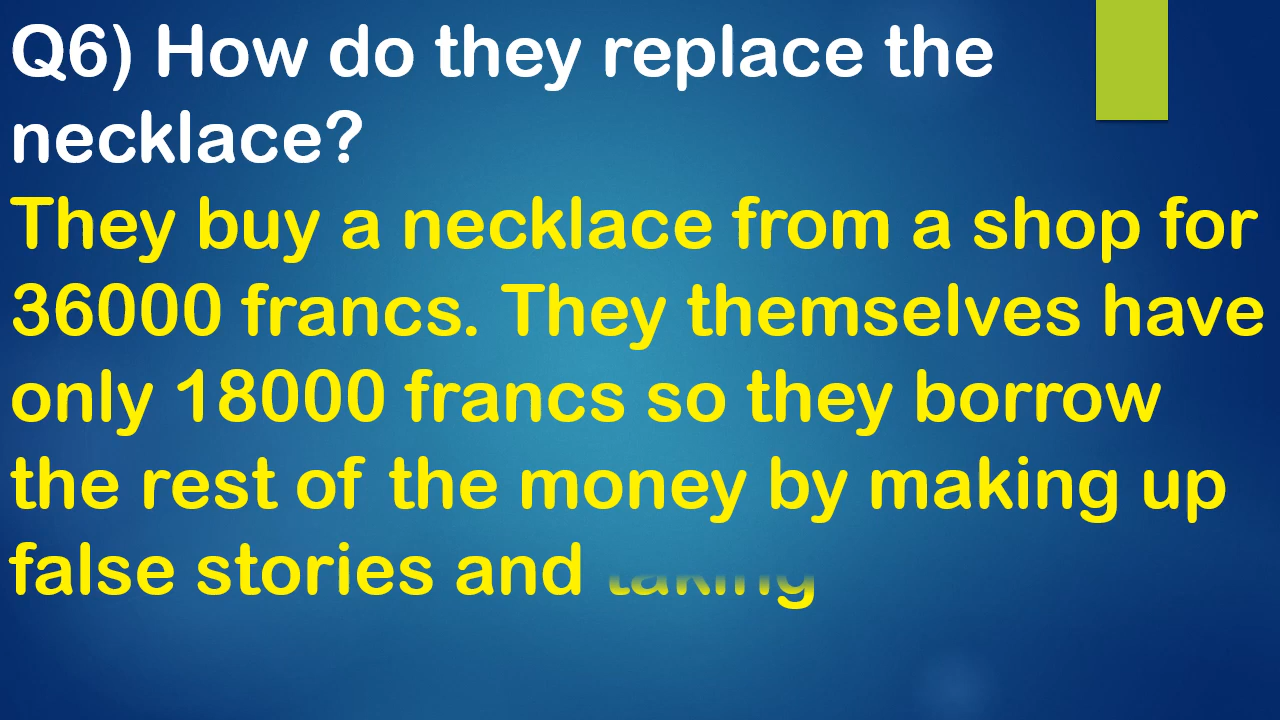 Q6) How do they replace the
necklace?
They buy a necklace from a shop for
36000 francs. They themselves have
only 18000 francs so they borrow
the rest of the money by making up
false stories and taking